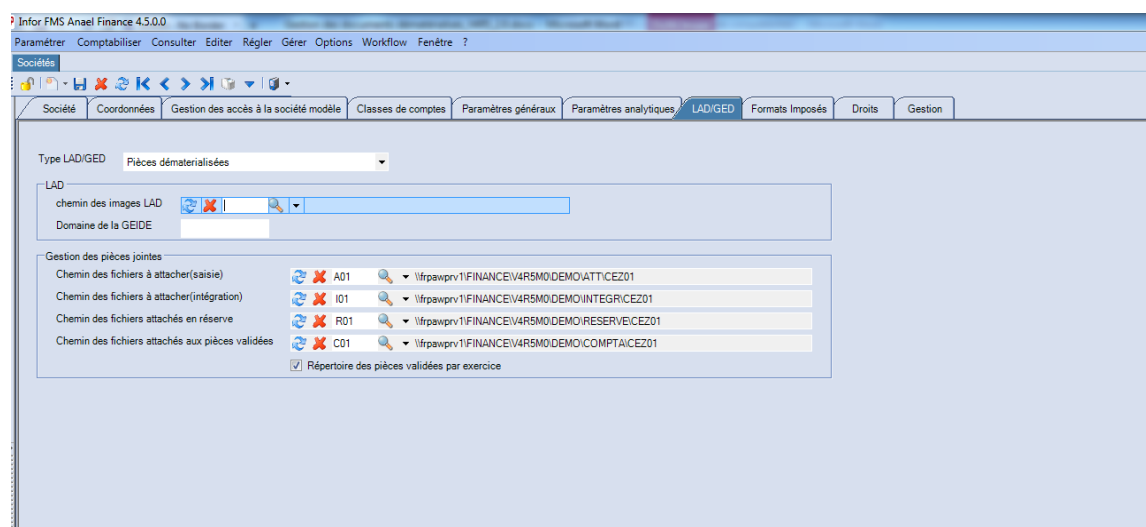 Infor FMS Anael Finance 4.5.0.0
Paramétrer Comptabiliser Consulter Editer Régler Gérer Options Workflow Fenêtre ?
Sociétés
Société Coordonnées Gestion des accès à la société modèle Classes de comptes Paramètres généraux Paramètres analytiques LAD/GED Formats Imposés Droits Gestion
Type LAD/GED Pièces dématerialisées
LAD
chemin des images LAD
Domaine de la GEIDE
Gestion des pièces jointes
Chemin des fichiers à attacher(saisie) A01 \\frpawprv1\FINANCE\V4R5M0\DEMO\ATT\CEZ01
Chemin des fichiers à attacher(intégration) I01 \\frpawprv1\FINANCE\V4R5M0\DEMO\INTEGR\CEZ01
Chemin des fichiers attachés en réserve R01 \\frpawprv1\FINANCE\V4R5M0\DEMO\RESERVE\CEZ01
Chemin des fichiers attachés aux pièces validées C01 \\frpawprv1\FINANCE\V4R5M0\DEMO\COMPTA\CEZ01
Répertoire des pièces validées par exercice